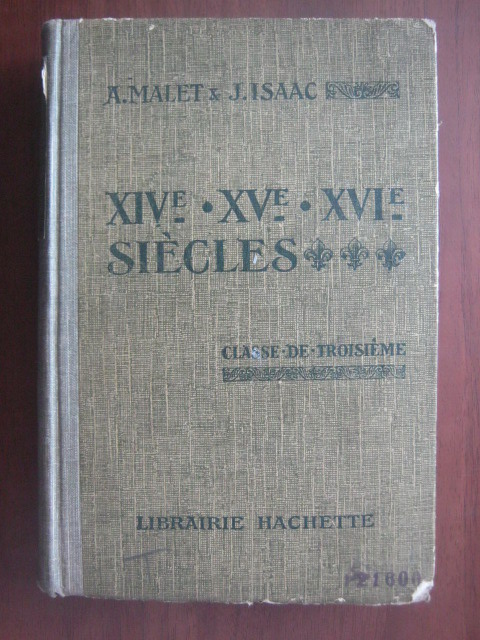 A. MALET & J. ISAAC
XIVE • XVE • XVIE
SIÈCLES
CLASSE • DE • TROISIÈME
LIBRAIRIE HACHETTE